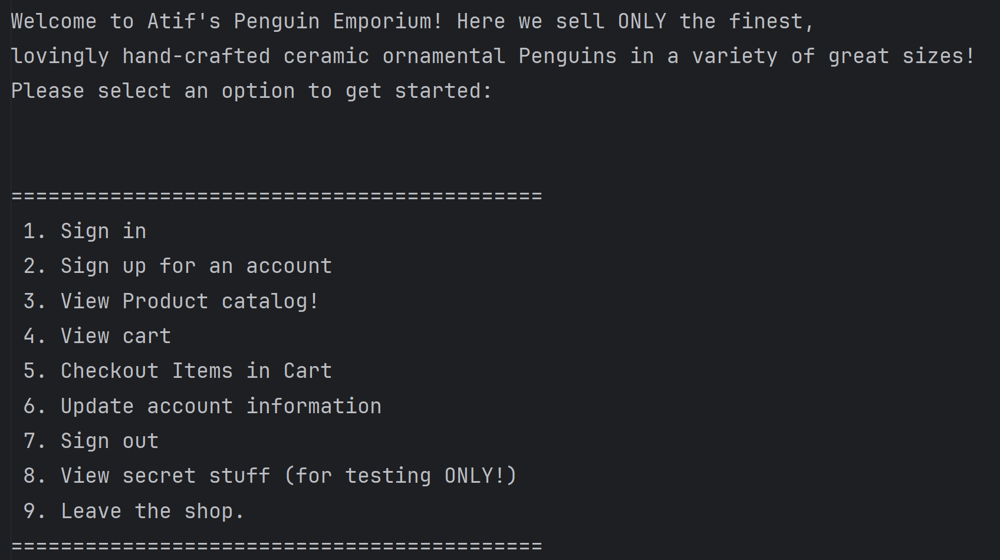 Welcome to Atif's Penguin Emporium! Here we sell ONLY the finest,
lovingly hand-crafted ceramic ornamental Penguins in a variety of great sizes!
Please select an option to get started:
===========================================
1. Sign in
2. Sign up for an account
3. View Product catalog!
4. View cart
5. Checkout Items in Cart
6. Update account information
7. Sign out
8. View secret stuff (for testing ONLY!)
9. Leave the shop.
===========================================